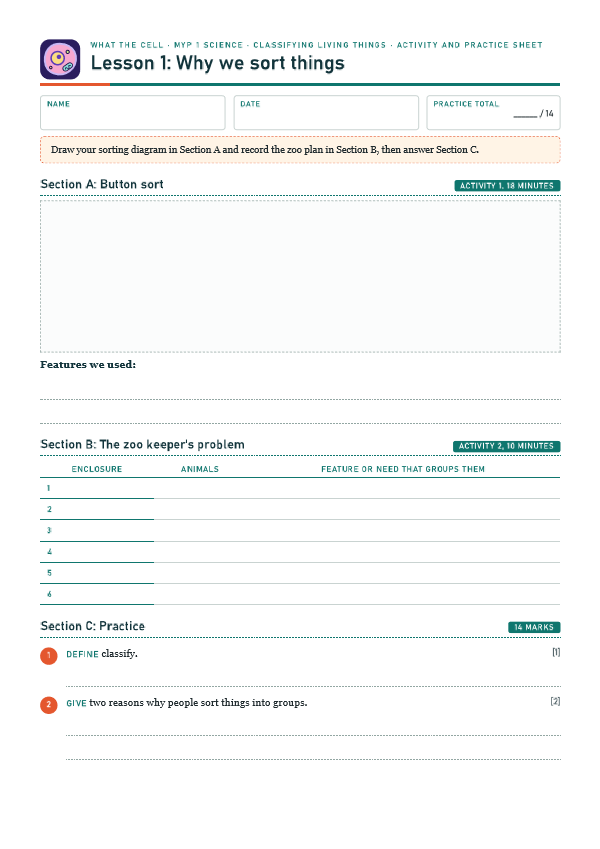 WHAT THE CELL · MYP 1 SCIENCE · CLASSIFYING LIVING THINGS · ACTIVITY AND PRACTICE SHEET
Lesson 1: Why we sort things
NAME
DATE
PRACTICE TOTAL
_____ / 14
Draw your sorting diagram in Section A and record the zoo plan in Section B, then answer Section C.
Section A: Button sort
ACTIVITY 1, 18 MINUTES
Features we used:
Section B: The zoo keeper's problem
ACTIVITY 2, 10 MINUTES
ENCLOSURE ANIMALS FEATURE OR NEED THAT GROUPS THEM
1
2
3
4
5
6
Section C: Practice
14 MARKS
1 DEFINE classify. [1]
2 GIVE two reasons why people sort things into groups. [2]